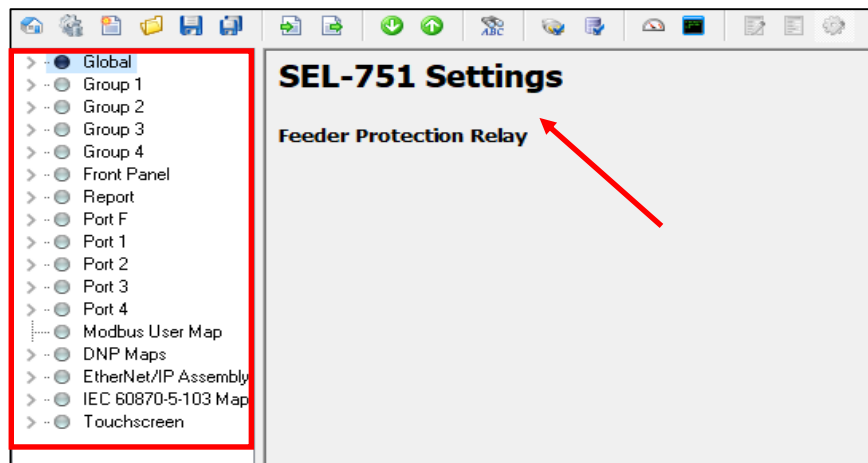 ABC
Global
Group 1
Group 2
Group 3
Group 4
Front Panel
Report
Port F
Port 1
Port 2
Port 3
Port 4
Modbus User Map
DNP Maps
EtherNet/IP Assembly
IEC 60870-5-103 Map
Touchscreen
SEL-751 Settings
Feeder Protection Relay